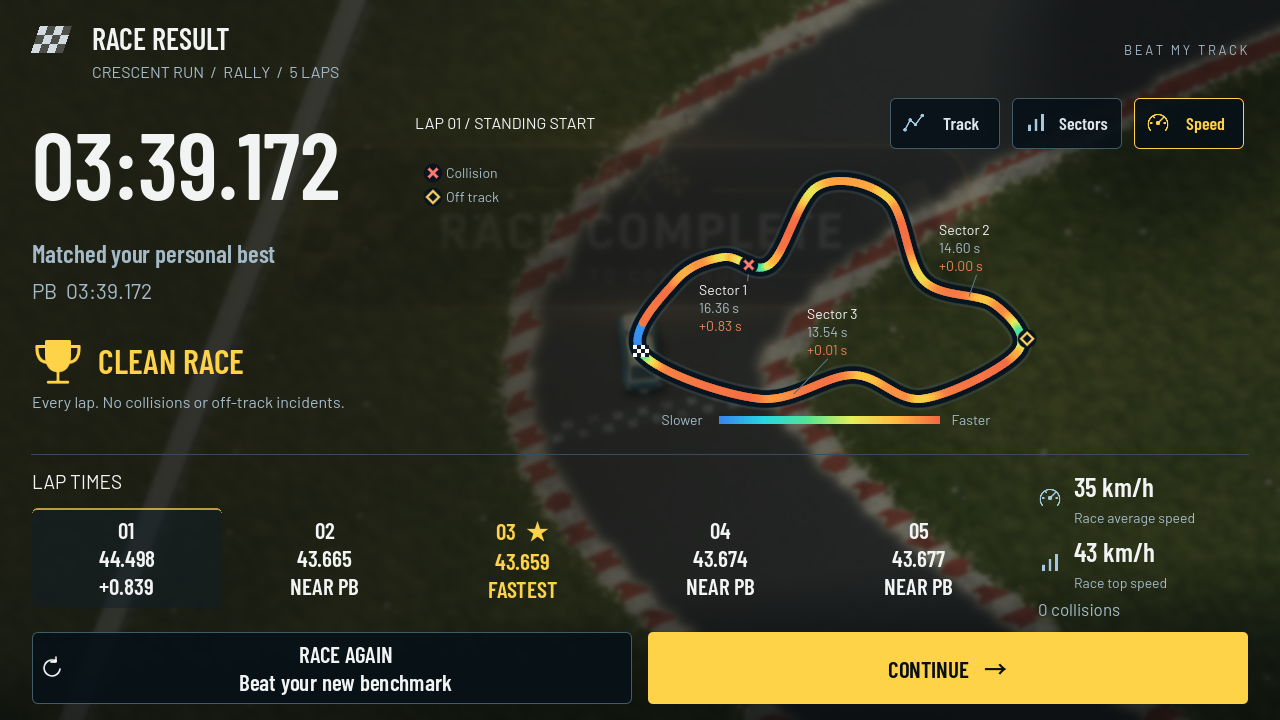 RACE RESULT
CRESCENT RUN / RALLY / 5 LAPS
BEAT MY TRACK
03:39.172
Matched your personal best
PB 03:39.172
CLEAN RACE
Every lap. No collisions or off-track incidents.
LAP 01 / STANDING START
Collision
Off track
Track
Sectors
Speed
RACE COMPLETE
Sector 1
16.36 s
+0.83 s
Sector 2
14.60 s
+0.00 s
Sector 3
13.54 s
+0.01 s
Slower
Faster
LAP TIMES
01
44.498
+0.839
02
43.665
NEAR PB
03
43.659
FASTEST
04
43.674
NEAR PB
05
43.677
NEAR PB
35 km/h
Race average speed
43 km/h
Race top speed
0 collisions
RACE AGAIN
Beat your new benchmark
CONTINUE